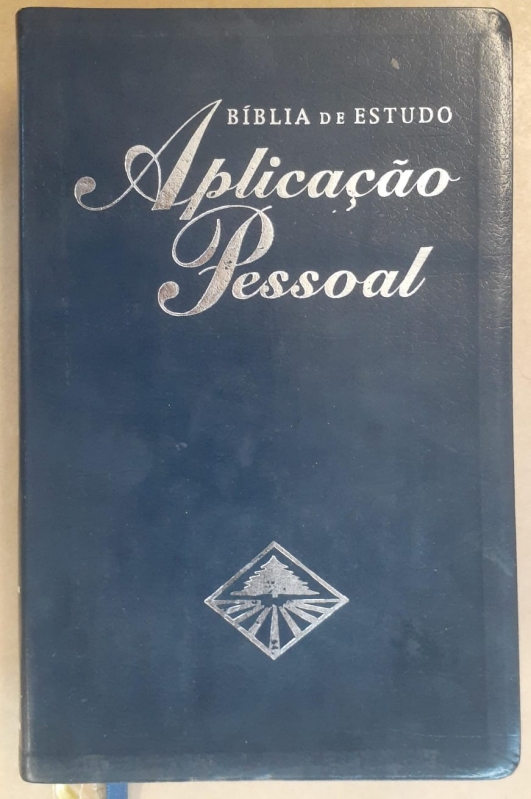 BÍBLIA DE ESTUDO
Aplicação
Pessoal